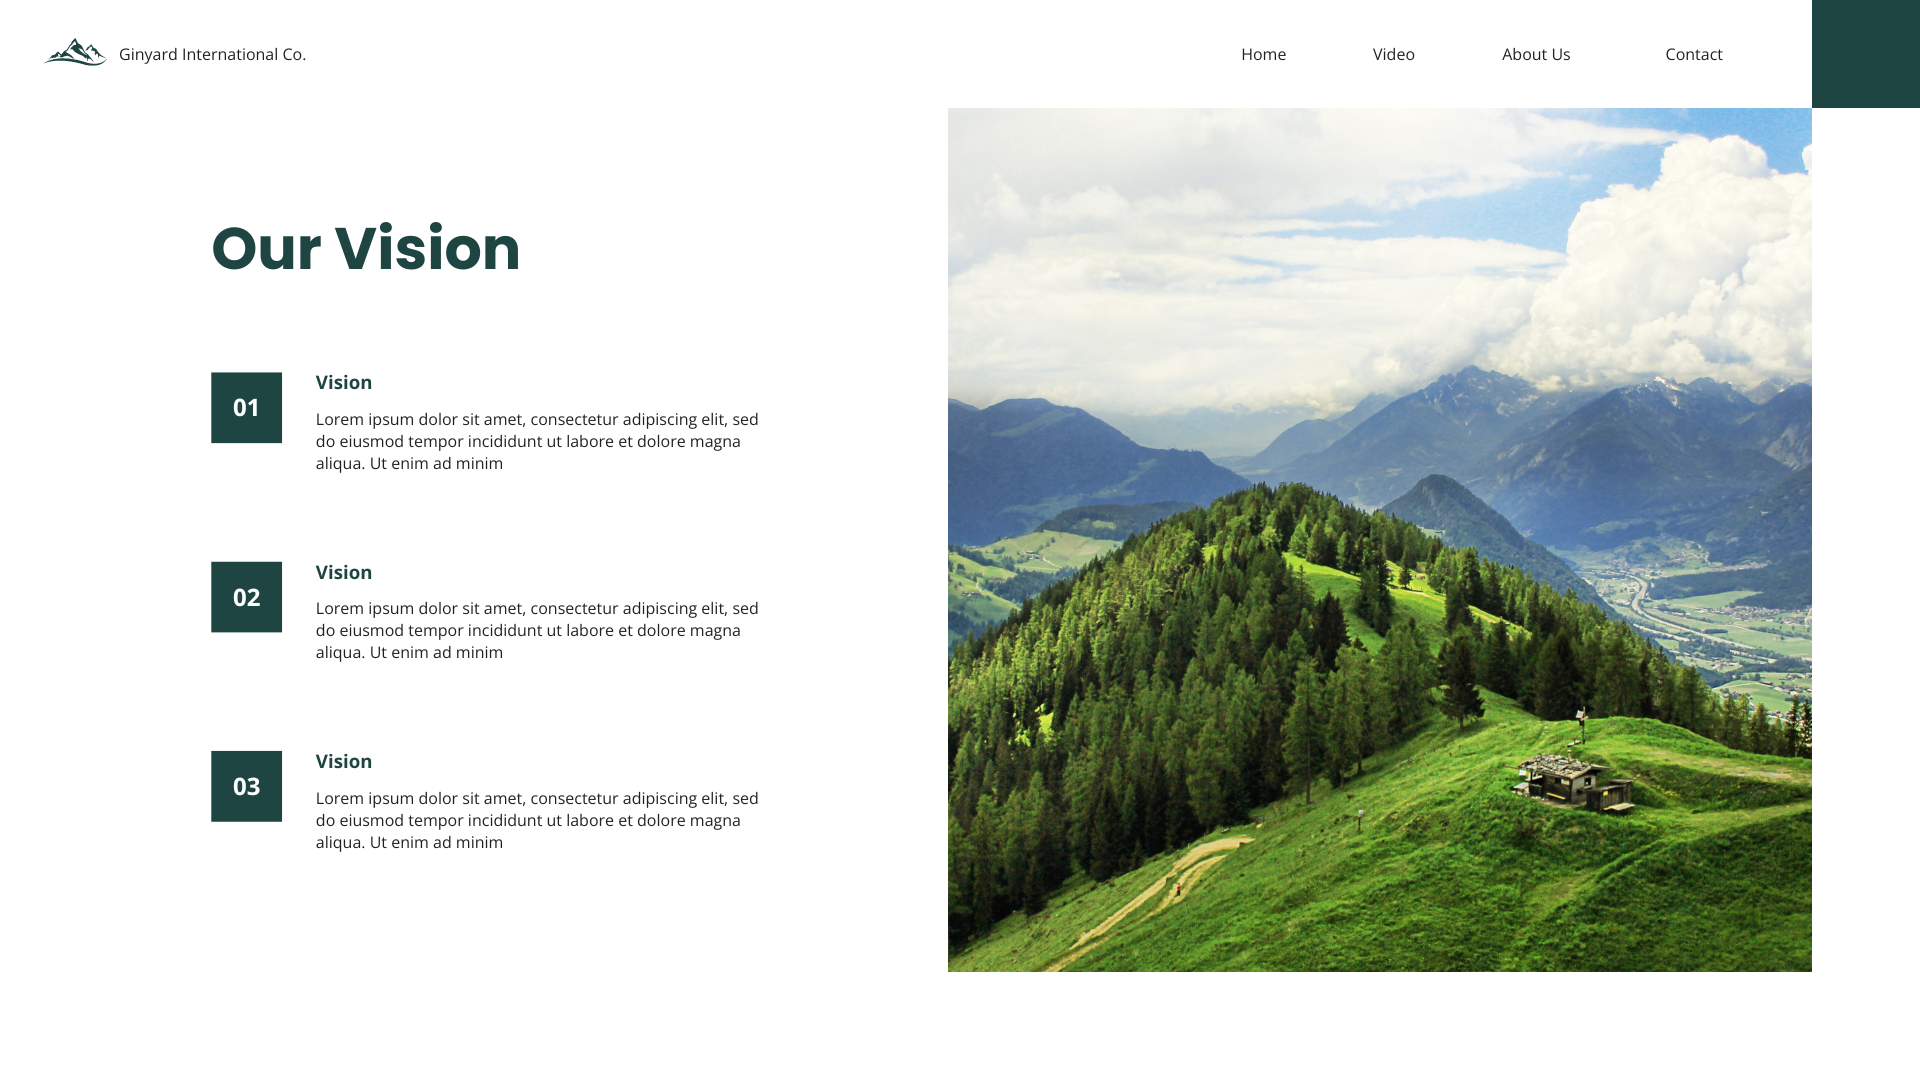 Ginyard International Co.
Home
Video
About Us
Contact
Our Vision
01
Vision
Lorem ipsum dolor sit amet, consectetur adipiscing elit, sed
do eiusmod tempor incididunt ut labore et dolore magna
aliqua. Ut enim ad minim
02
Vision
Lorem ipsum dolor sit amet, consectetur adipiscing elit, sed
do eiusmod tempor incididunt ut labore et dolore magna
aliqua. Ut enim ad minim
03
Vision
Lorem ipsum dolor sit amet, consectetur adipiscing elit, sed
do eiusmod tempor incididunt ut labore et dolore magna
aliqua. Ut enim ad minim